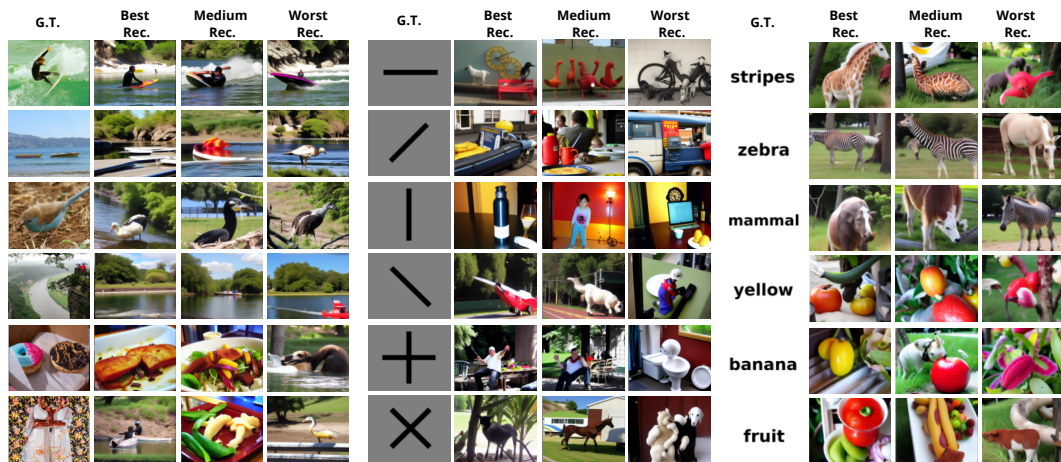 G.T. Best Rec. Medium Rec. Worst Rec.
G.T. Best Rec. Medium Rec. Worst Rec.
G.T. Best Rec. Medium Rec. Worst Rec.
stripes
zebra
mammal
yellow
banana
fruit